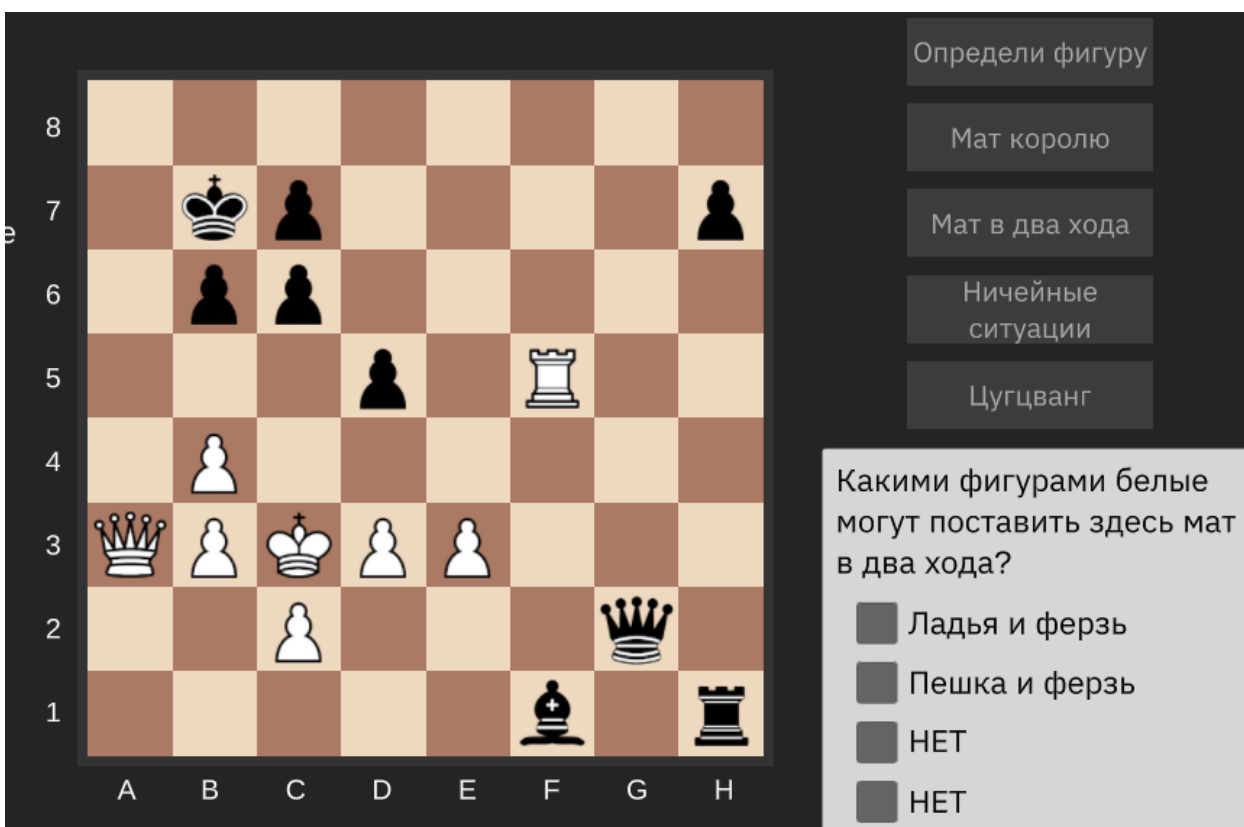 Определи фигуру
Мат королю
Мат в два хода
Ничейные
ситуации
Цугцванг
8
7
6
5
4
3
2
1
A B C D E F G H
е
Какими фигурами белые
могут поставить здесь мат
в два хода?
Ладья и ферзь
Пешка и ферзь
НЕТ
НЕТ